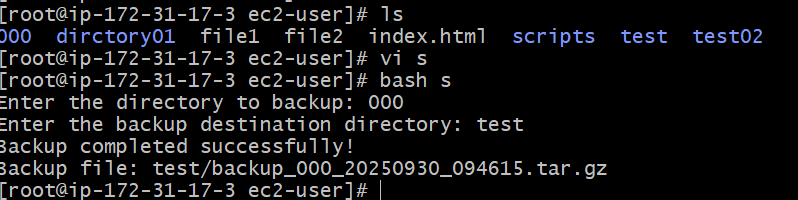 [root@ip-172-31-17-3 ec2-user]# ls
000  dirctory01  file1  file2  index.html  scripts  test  test02
[root@ip-172-31-17-3 ec2-user]# vi s
[root@ip-172-31-17-3 ec2-user]# bash s
Enter the directory to backup: 000
Enter the backup destination directory: test
Backup completed successfully!
Backup file: test/backup_000_20250930_094615.tar.gz
[root@ip-172-31-17-3 ec2-user]#